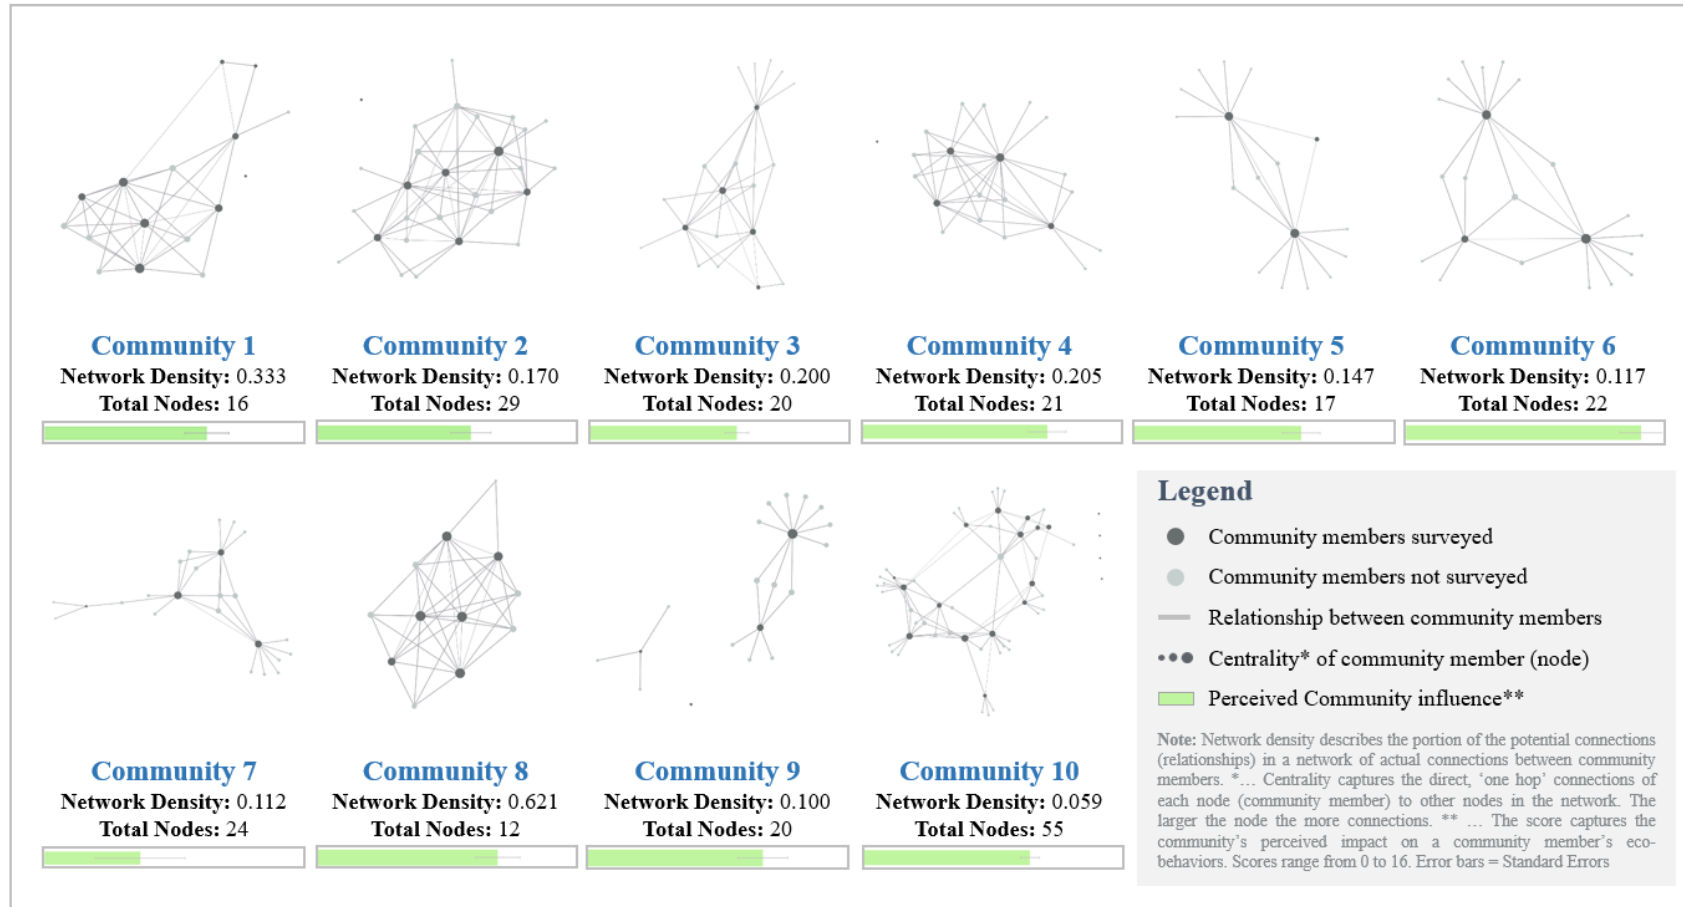 Community 1
Network Density: 0.333
Total Nodes: 16
Community 2
Network Density: 0.170
Total Nodes: 29
Community 3
Network Density: 0.200
Total Nodes: 20
Community 4
Network Density: 0.205
Total Nodes: 21
Community 5
Network Density: 0.147
Total Nodes: 17
Community 6
Network Density: 0.117
Total Nodes: 22
Community 7
Network Density: 0.112
Total Nodes: 24
Community 8
Network Density: 0.621
Total Nodes: 12
Community 9
Network Density: 0.100
Total Nodes: 20
Community 10
Network Density: 0.059
Total Nodes: 55
Legend
Community members surveyed
Community members not surveyed
Relationship between community members
Centrality* of community member (node)
Perceived Community influence**
Note: Network density describes the portion of the potential connections
(relationships) in a network of actual connections between community
members. *… Centrality captures the direct, ‘one hop’ connections of
each node (community member) to other nodes in the network. The
larger the node the more connections. ** … The score captures the
community’s perceived impact on a community member’s eco-
behaviors. Scores range from 0 to 16. Error bars = Standard Errors